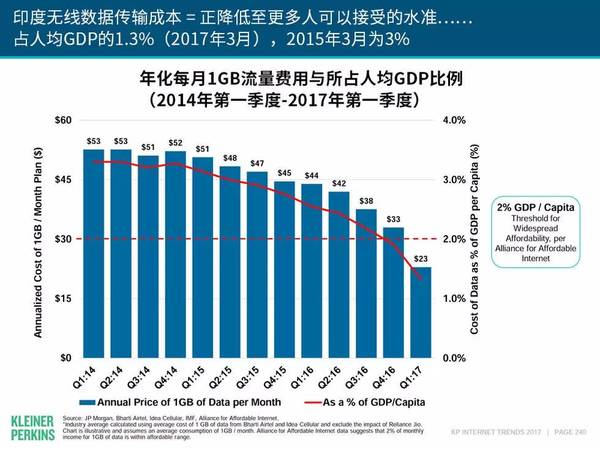 印度无线数据传输成本 = 正降低至更多人可以接受的水准……
占人均GDP的1.3%（2017年3月），2015年3月为3%
年化每月1GB流量费用与所占人均GDP比例
（2014年第一季度-2017年第一季度）
Annualized Cost of 1GB / Month Plan ($)
$60
$45
$30
$15
$0
$53
$53
$51
$52
$51
$48
$47
$45
$44
$42
$38
$33
$23
4.0%
3.0%
2.0%
1.0%
0.0%
Cost of Data as % of GDP per Capita (%)
2% GDP / Capita
Threshold for
Widespread
Affordability, per
Alliance for Affordable
Internet
Q1:14
Q2:14
Q3:14
Q4:14
Q1:15
Q2:15
Q3:15
Q4:15
Q1:16
Q2:16
Q3:16
Q4:16
Q1:17
Annual Price of 1GB of Data per Month
As a % of GDP/Capita
KLEINER
PERKINS
Source: JP Morgan, Bharti Airtel, Idea Cellular, IMF, Alliance for Affordable Internet.
*Industry average calculated using average cost of 1 GB of data from Bharti Airtel and Idea Cellular and exclude the impact of Reliance Jio.
Chart is illustrative and assumes an average consumption of 1GB / month. Alliance for Affordable Internet data suggests that 2% of monthly
income for 1GB of data is within affordable range.
KP INTERNET TRENDS 2017 | PAGE 240